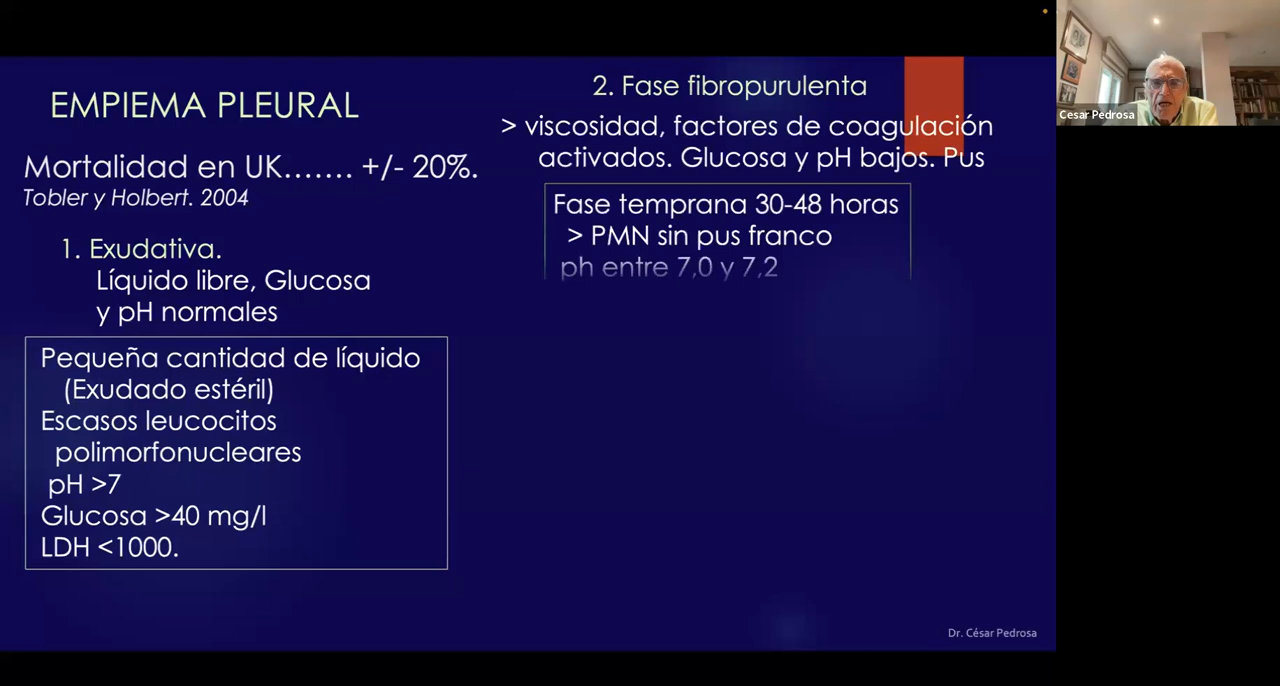 EMPIEMA PLEURAL
Mortalidad en UK....... +/- 20%.
Tobler y Holbert. 2004
1. Exudativa.
Líquido libre, Glucosa
y pH normales
Pequeña cantidad de líquido
(Exudado estéril)
Escasos leucocitos
polimorfonucleares
pH >7
Glucosa >40 mg/l
LDH <1000.
2. Fase fibropurulenta
> viscosidad, factores de coagulación
activados. Glucosa y pH bajos. Pus
Fase temprana 30-48 horas
> PMN sin pus franco
ph entre 7,0 y 7,2
Dr. César Pedrosa
Cesar Pedrosa